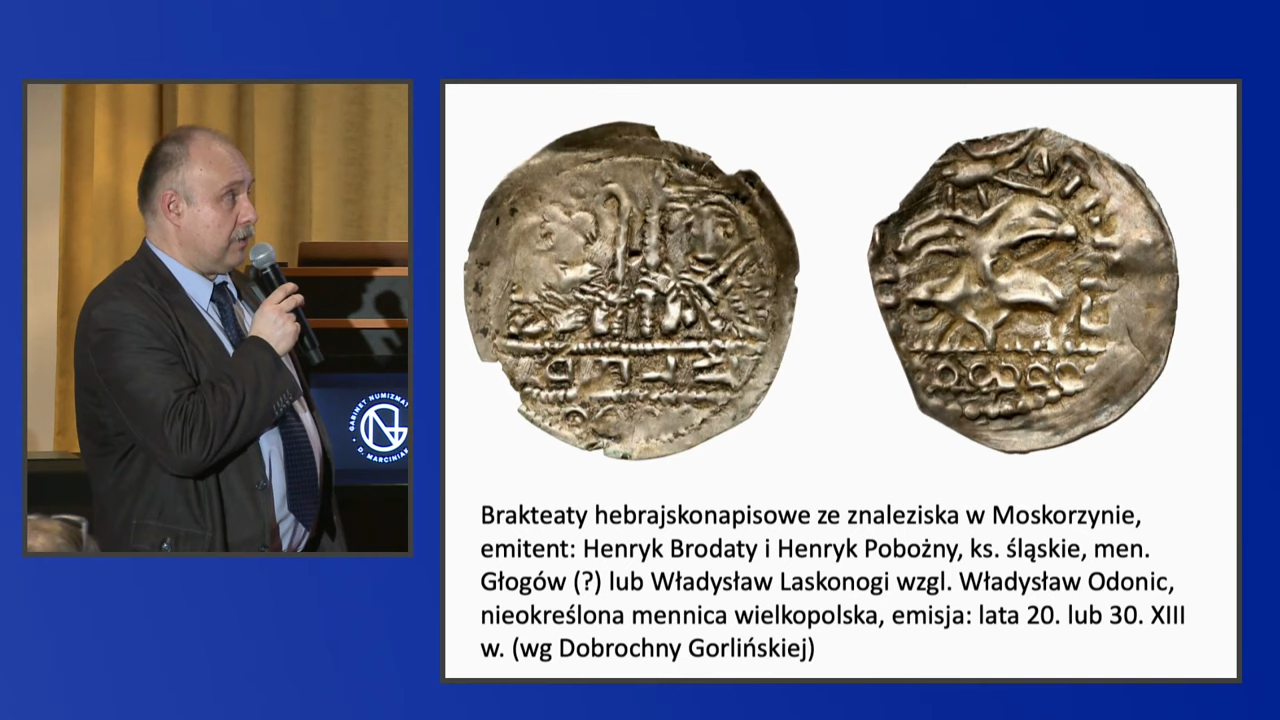 GABINET NUMIZMA
D. MARCINIAK
Brakteaty hebrajskonapisowe ze znaleziska w Moskorzynie,
emitent: Henryk Brodaty i Henryk Pobożny, ks. śląskie, men.
Głogów (?) lub Władysław Laskonogi wzgl. Władysław Odonic,
nieokreślona mennica wielkopolska, emisja: lata 20. lub 30. XIII
w. (wg Dobrochny Gorlińskiej)